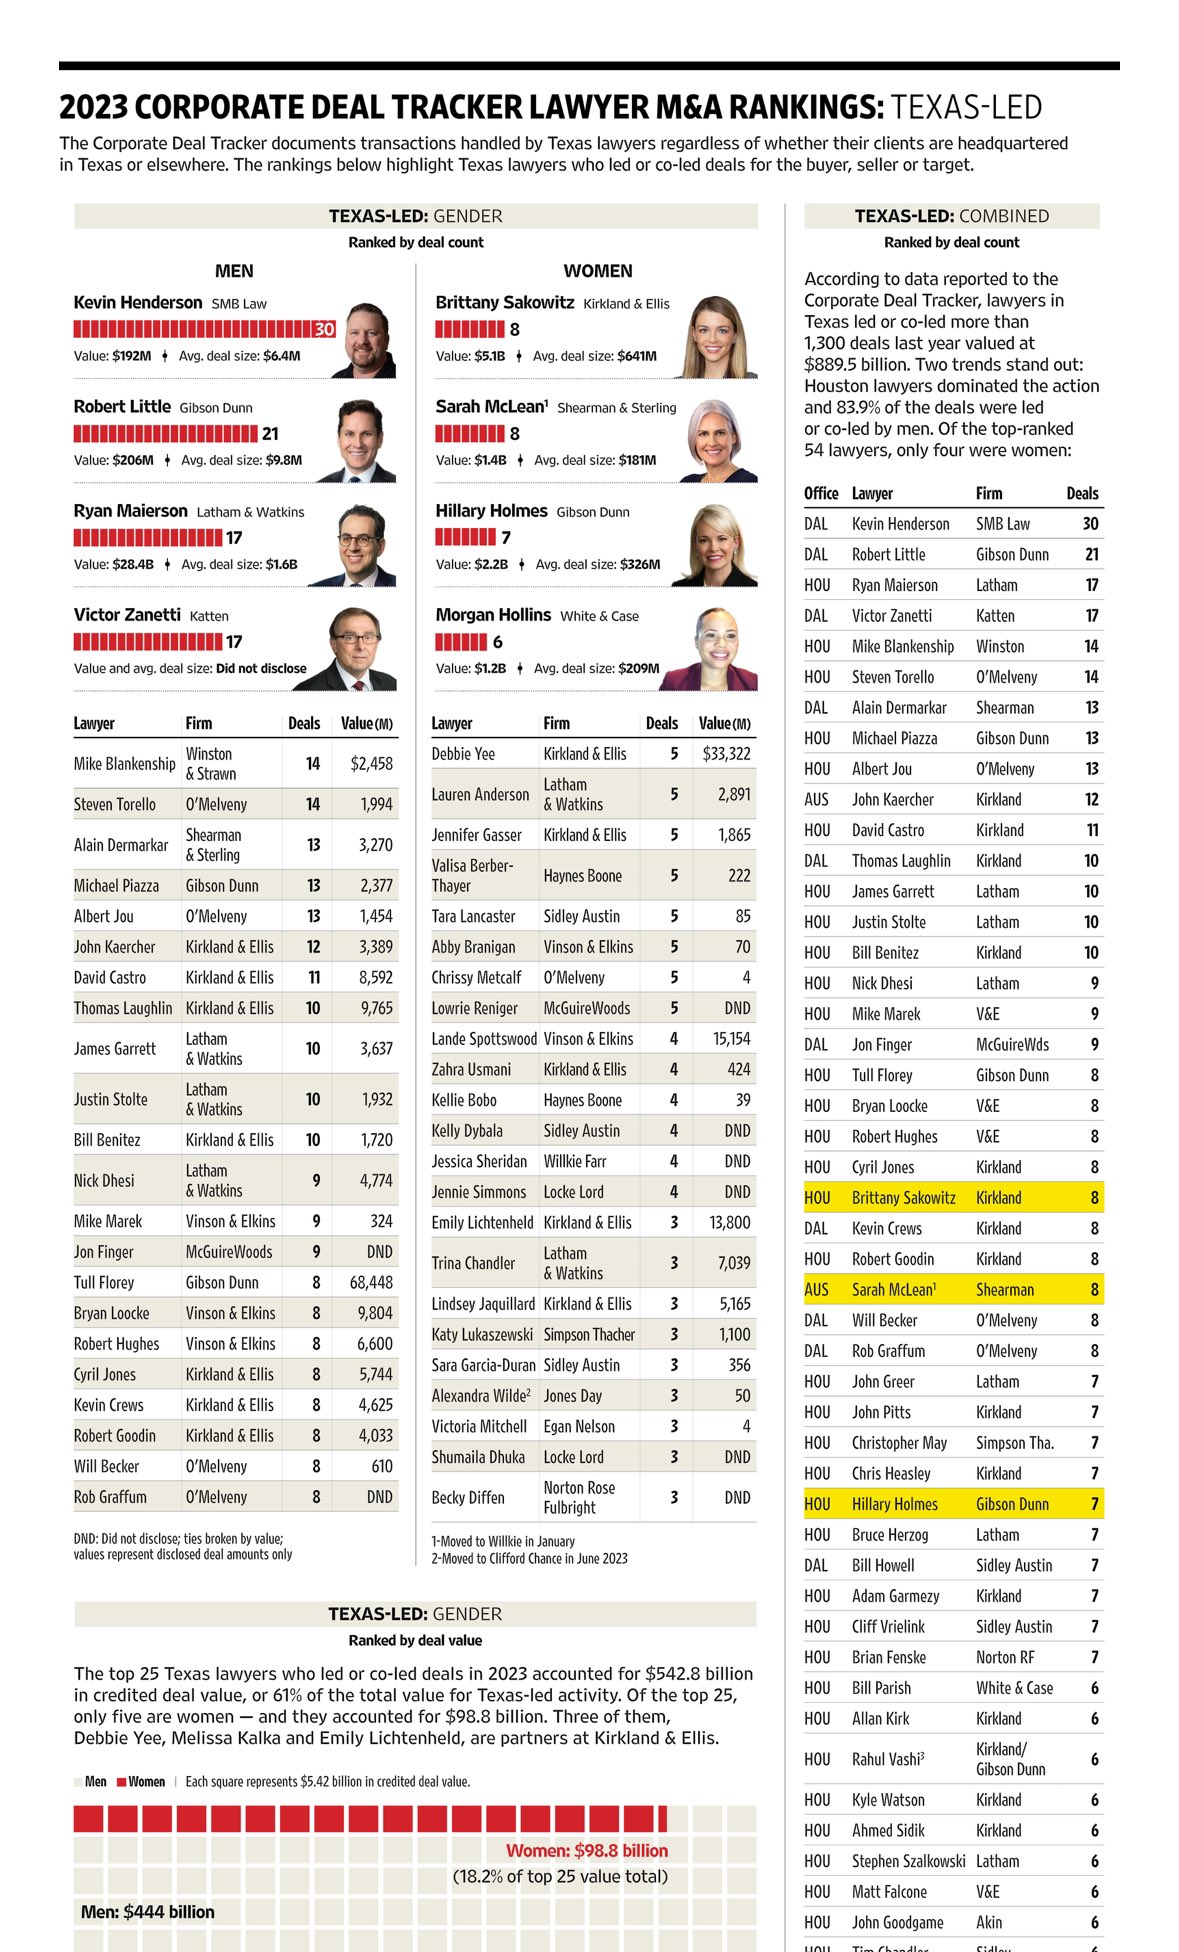 2023 CORPORATE DEAL TRACKER LAWYER M&A RANKINGS: TEXAS-LED
The Corporate Deal Tracker documents transactions handled by Texas lawyers regardless of whether their clients are headquartered
in Texas or elsewhere. The rankings below highlight Texas lawyers who led or co-led deals for the buyer, seller or target.
TEXAS-LED: GENDER
Ranked by deal count
MEN
Kevin Henderson SMB Law
30
Value: $192M Avg. deal size: $6.4M
Robert Little Gibson Dunn
21
Value: $206M Avg. deal size: $9.8M
Ryan Maierson Latham & Watkins
17
Value: $28.4B Avg. deal size: $1.6B
Victor Zanetti Katten
17
Value and avg. deal size: Did not disclose
Lawyer Firm Deals Value (M)
Mike Blankenship Winston & Strawn 14 $2,458
Steven Torello O'Melveny 14 1,994
Alain Dermarkar Shearman & Sterling 13 3,270
Michael Piazza Gibson Dunn 13 2,377
Albert Jou O'Melveny 13 1,454
John Kaercher Kirkland & Ellis 12 3,389
David Castro Kirkland & Ellis 11 8,592
Thomas Laughlin Kirkland & Ellis 10 9,765
James Garrett Latham & Watkins 10 3,637
Justin Stolte Latham & Watkins 10 1,932
Bill Benitez Kirkland & Ellis 10 1,720
Nick Dhesi Latham & Watkins 9 4,774
Mike Marek Vinson & Elkins 9 324
Jon Finger McGuireWoods 9 DND
Tull Florey Gibson Dunn 8 68,448
Bryan Loocke Vinson & Elkins 8 9,804
Robert Hughes Vinson & Elkins 8 6,600
Cyril Jones Kirkland & Ellis 8 5,744
Kevin Crews Kirkland & Ellis 8 4,625
Robert Goodin Kirkland & Ellis 8 4,033
Will Becker O'Melveny 8 610
Rob Graffum O'Melveny 8 DND
DND: Did not disclose; ties broken by value;
values represent disclosed deal amounts only
WOMEN
Brittany Sakowitz Kirkland & Ellis
8
Value: $5.1B Avg. deal size: $641M
Sarah McLean¹ Shearman & Sterling
8
Value: $1.4B Avg. deal size: $181M
Hillary Holmes Gibson Dunn
7
Value: $2.2B Avg. deal size: $326M
Morgan Hollins White & Case
6
Value: $1.2B Avg. deal size: $209M
Lawyer Firm Deals Value (M)
Debbie Yee Kirkland & Ellis 5 $33,322
Lauren Anderson Latham & Watkins 5 2,891
Jennifer Gasser Kirkland & Ellis 5 1,865
Valisa Berber-Thayer Haynes Boone 5 222
Tara Lancaster Sidley Austin 5 85
Abby Branigan Vinson & Elkins 5 70
Chrissy Metcalf O'Melveny 5 4
Lowrie Reniger McGuireWoods 5 DND
Lande Spottswood Vinson & Elkins 4 15,154
Zahra Usmani Kirkland & Ellis 4 424
Kellie Bobo Haynes Boone 4 39
Kelly Dybala Sidley Austin 4 DND
Jessica Sheridan Willkie Farr 4 DND
Jennie Simmons Locke Lord 4 DND
Emily Lichtenheld Kirkland & Ellis 3 13,800
Trina Chandler Latham & Watkins 3 7,039
Lindsey Jaquillard Kirkland & Ellis 3 5,165
Katy Lukaszewski Simpson Thacher 3 1,100
Sara Garcia-Duran Sidley Austin 3 356
Alexandra Wilde² Jones Day 3 50
Victoria Mitchell Egan Nelson 3 4
Shumaila Dhuka Locke Lord 3 DND
Becky Diffen Norton Rose Fulbright 3 DND
1-Moved to Willkie in January
2-Moved to Clifford Chance in June 2023
TEXAS-LED: GENDER
Ranked by deal value
The top 25 Texas lawyers who led or co-led deals in 2023 accounted for $542.8 billion
in credited deal value, or 61% of the total value for Texas-led activity. Of the top 25,
only five are women — and they accounted for $98.8 billion. Three of them,
Debbie Yee, Melissa Kalka and Emily Lichtenheld, are partners at Kirkland & Ellis.
Men Women | Each square represents $5.42 billion in credited deal value.
Women: $98.8 billion
(18.2% of top 25 value total)
Men: $444 billion
TEXAS-LED: COMBINED
Ranked by deal count
According to data reported to the
Corporate Deal Tracker, lawyers in
Texas led or co-led more than
1,300 deals last year valued at
$889.5 billion. Two trends stand out:
Houston lawyers dominated the action
and 83.9% of the deals were led
or co-led by men. Of the top-ranked
54 lawyers, only four were women:
Office Lawyer Firm Deals
DAL Kevin Henderson SMB Law 30
DAL Robert Little Gibson Dunn 21
HOU Ryan Maierson Latham 17
DAL Victor Zanetti Katten 17
HOU Mike Blankenship Winston 14
HOU Steven Torello O'Melveny 14
DAL Alain Dermarkar Shearman 13
HOU Michael Piazza Gibson Dunn 13
HOU Albert Jou O'Melveny 13
AUS John Kaercher Kirkland 12
HOU David Castro Kirkland 11
DAL Thomas Laughlin Kirkland 10
HOU James Garrett Latham 10
HOU Justin Stolte Latham 10
HOU Bill Benitez Kirkland 10
HOU Nick Dhesi Latham 9
HOU Mike Marek V&E 9
DAL Jon Finger McGuireWds 9
HOU Tull Florey Gibson Dunn 8
HOU Bryan Loocke V&E 8
HOU Robert Hughes V&E 8
HOU Cyril Jones Kirkland 8
HOU Brittany Sakowitz Kirkland 8
DAL Kevin Crews Kirkland 8
HOU Robert Goodin Kirkland 8
AUS Sarah McLean¹ Shearman 8
DAL Will Becker O'Melveny 8
DAL Rob Graffum O'Melveny 8
HOU John Greer Latham 7
HOU John Pitts Kirkland 7
HOU Christopher May Simpson Tha. 7
HOU Chris Heasley Kirkland 7
HOU Hillary Holmes Gibson Dunn 7
HOU Bruce Herzog Latham 7
DAL Bill Howell Sidley Austin 7
HOU Adam Garmezy Kirkland 7
HOU Cliff Vrielink Sidley Austin 7
HOU Brian Fenske Norton RF 7
HOU Bill Parish White & Case 6
HOU Allan Kirk Kirkland 6
HOU Rahul Vashi³ Kirkland/ Gibson Dunn 6
HOU Kyle Watson Kirkland 6
HOU Ahmed Sidik Kirkland 6
HOU Stephen Szalkowski Latham 6
HOU Matt Falcone V&E 6
HOU John Goodgame Akin 6
HOU Tim Chandler Sidley 6